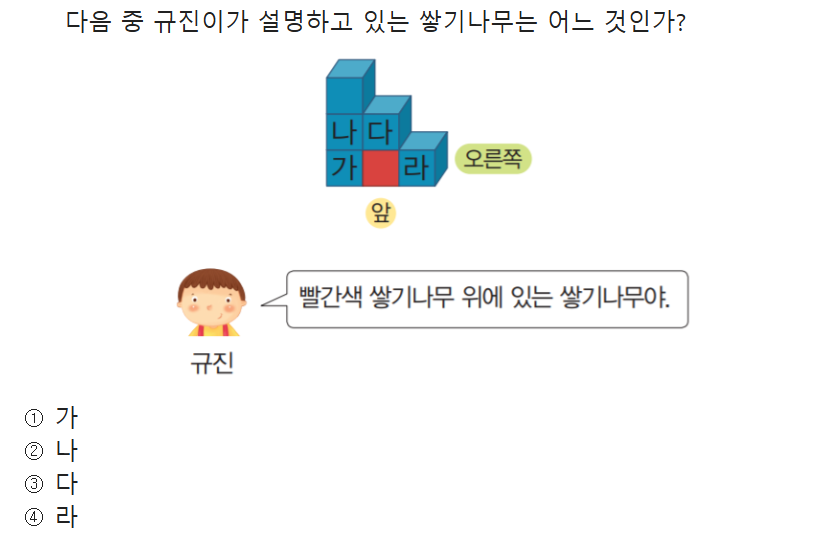 다음 중 규진이가 설명하고 있는 쌓기나무는 어느 것인가?
나 다
가 라
오른쪽
앞
빨간색 쌓기나무 위에 있는 쌓기나무야.
규진
① 가
② 나
③ 다
④ 라